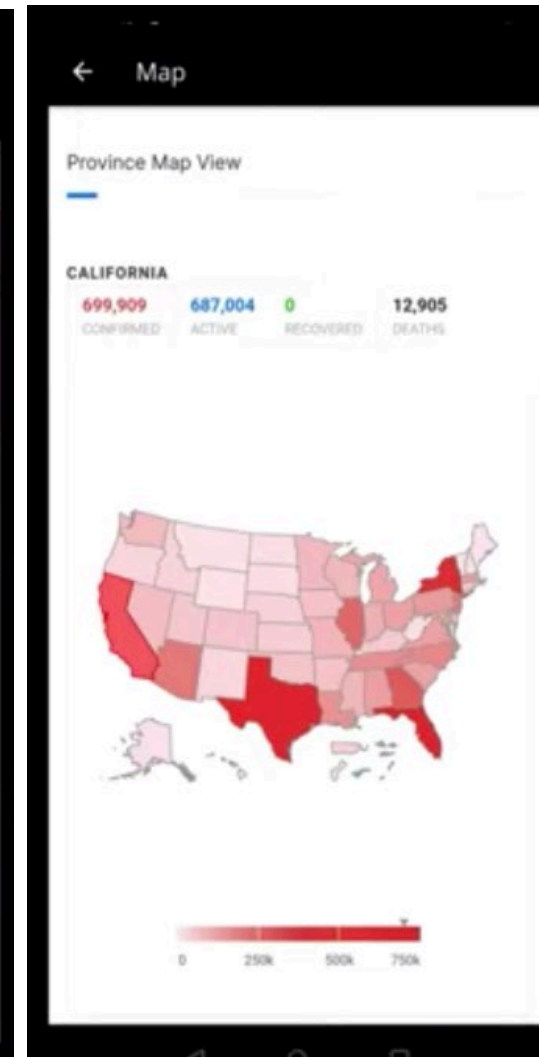 Map
Province Map View
CALIFORNIA
699,909 687,004 0 12,905
CONFIRMED ACTIVE RECOVERED DEATHS
0 250k 500k 750k